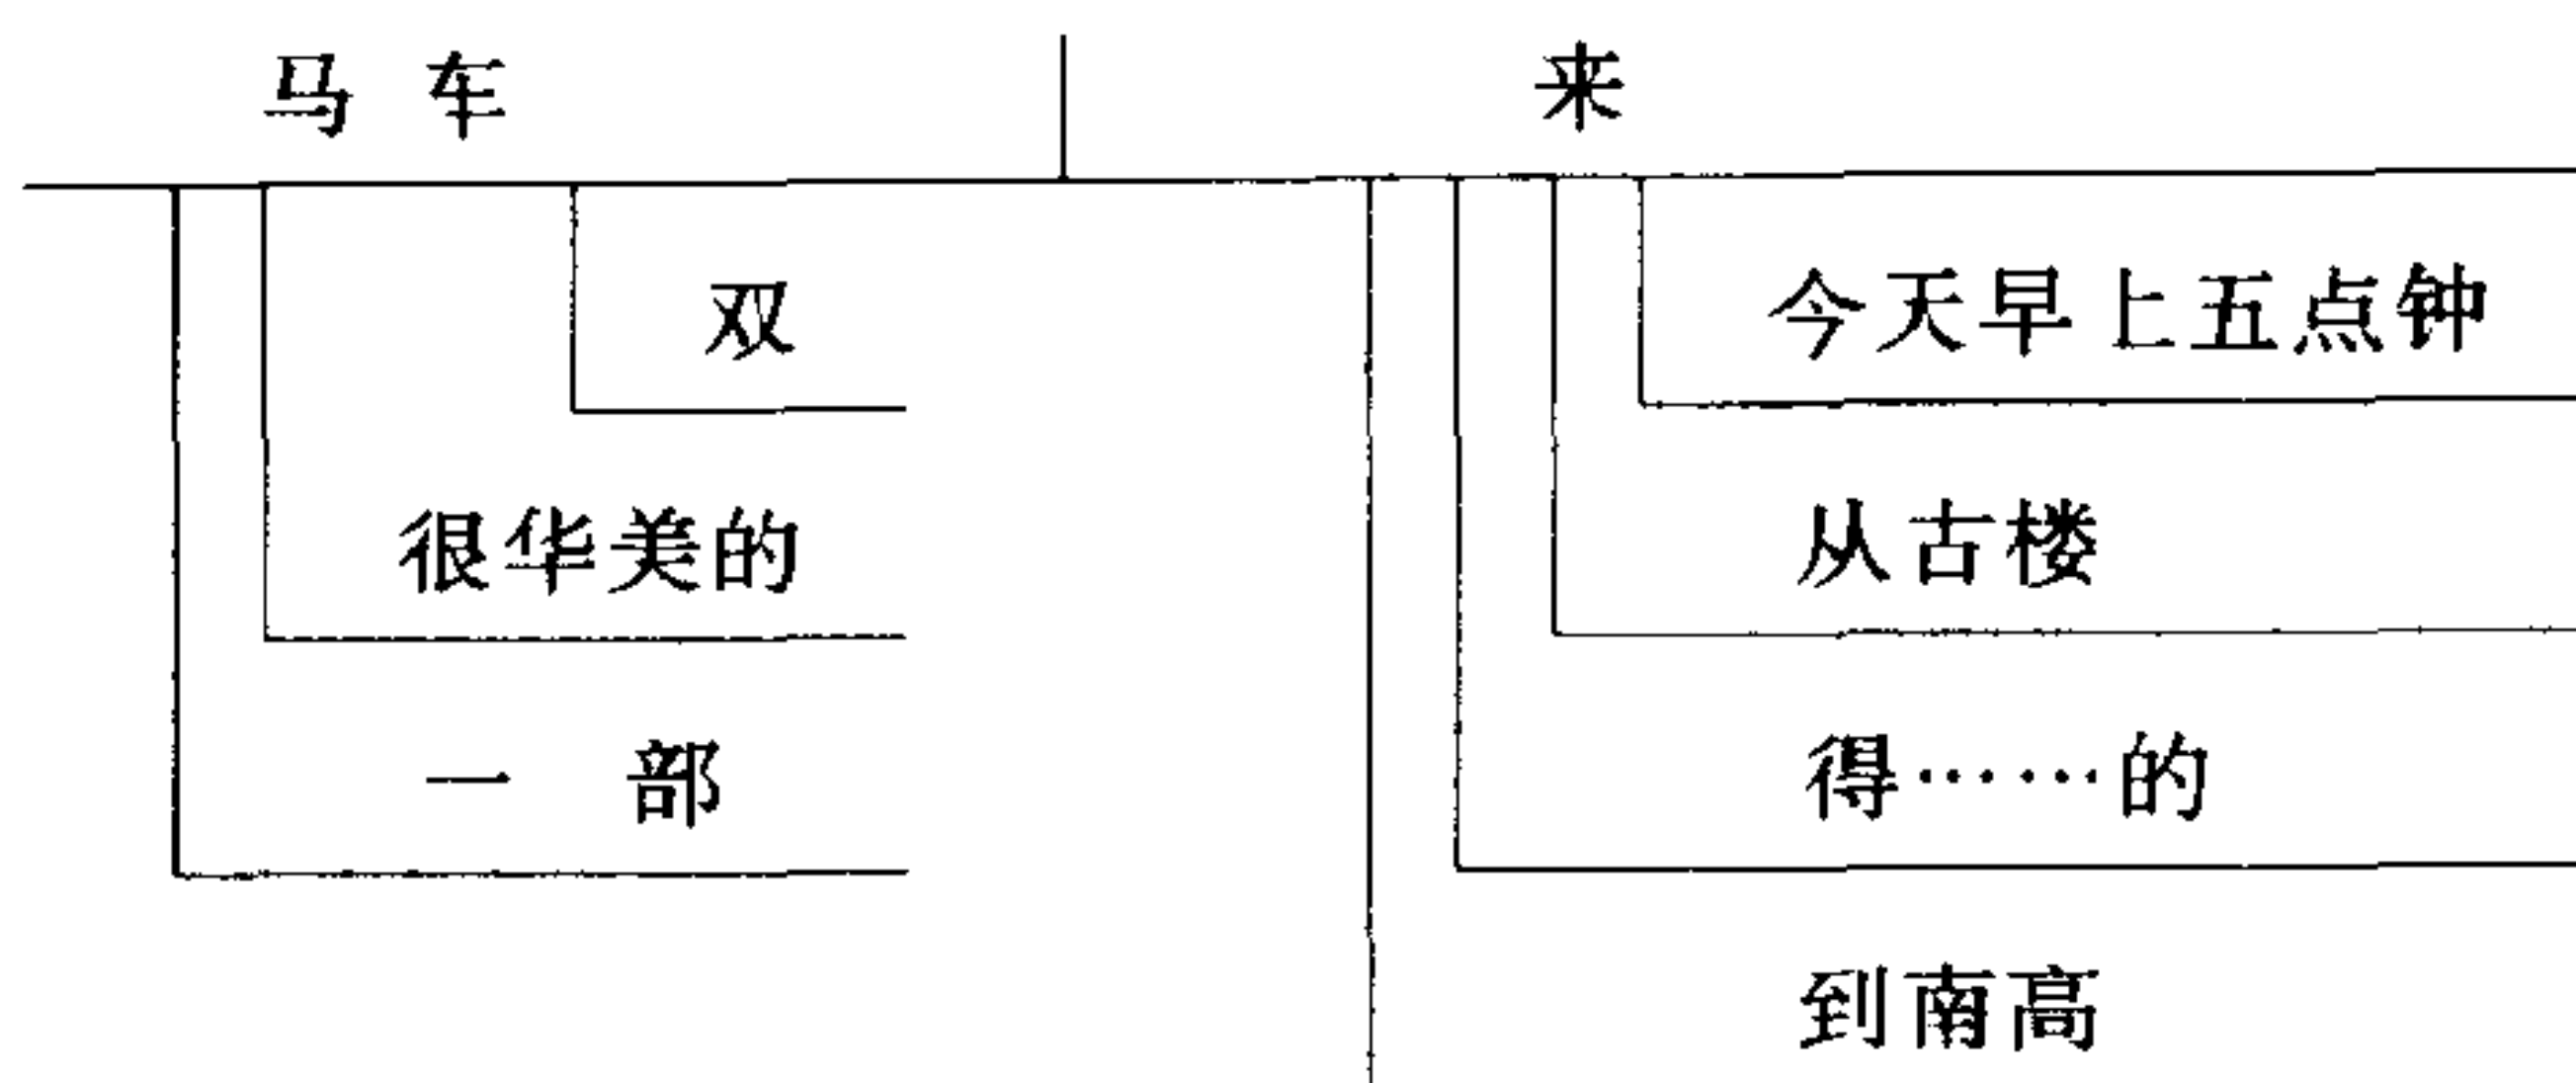 马车 来
双 今天早上五点钟
很华美的 从古楼
一部 得……的
到南高